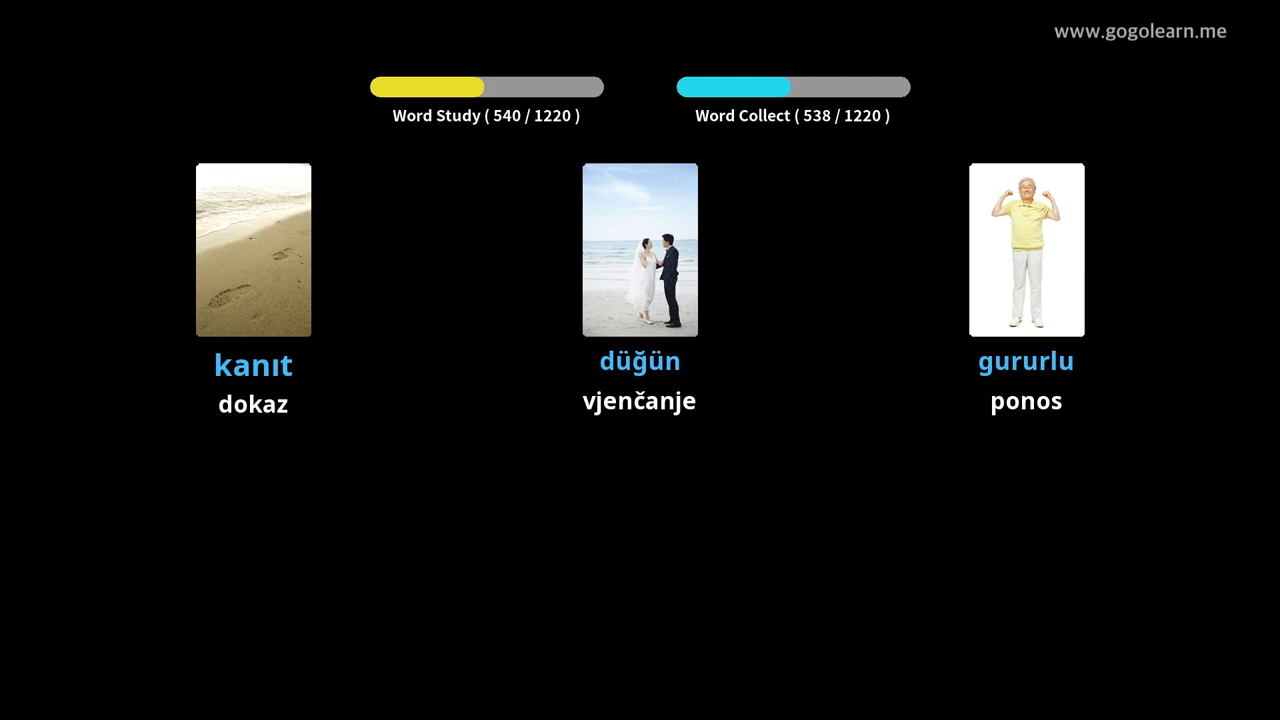 www.gogolearn.me
Word Study ( 540 / 1220 )
Word Collect ( 538 / 1220 )
kanıt
dokaz
düğün
vjenčanje
gururlu
ponos